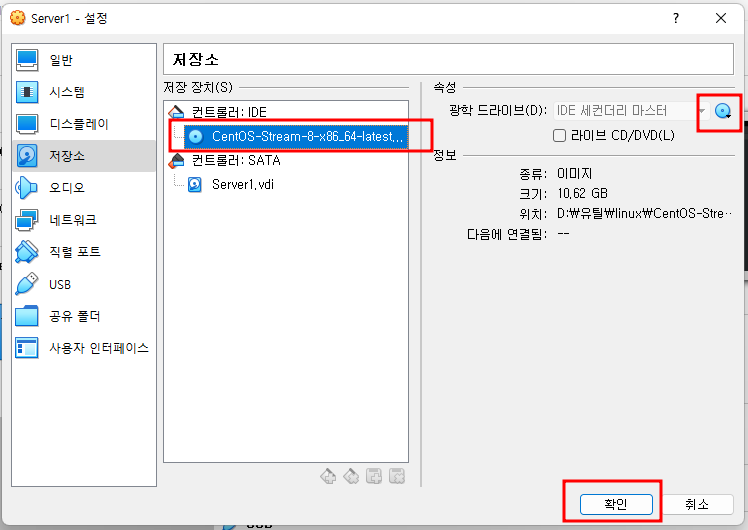 Server1 - 설정
?
일반
시스템
디스플레이
저장소
오디오
네트워크
직렬 포트
USB
공유 폴더
사용자 인터페이스
저장소
저장 장치(S)
컨트롤러: IDE
CentOS-Stream-8-x86_64-latest...
컨트롤러: SATA
Server1.vdi
속성
광학 드라이브(D): IDE 세컨더리 마스터
라이브 CD/DVD(L)
정보
종류: 이미지
크기: 10.62 GB
위치: D:\유틸\linux\CentOS-Stre...
다음에 연결됨: --
확인
취소
USB